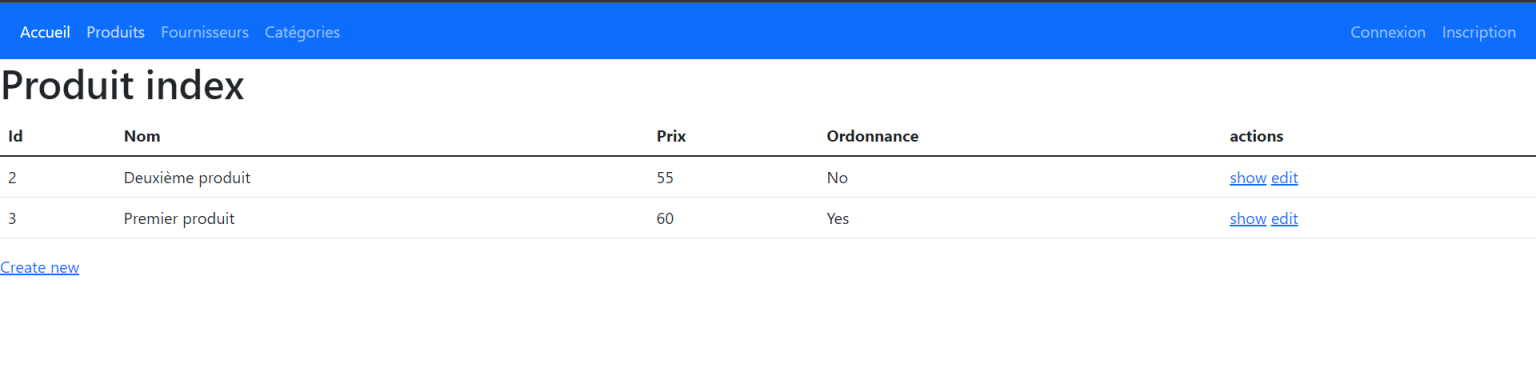 Accueil Produits Fournisseurs Catégories Connexion Inscription
Produit index
Id Nom Prix Ordonnance actions
2 Deuxième produit 55 No show edit
3 Premier produit 60 Yes show edit
Create new